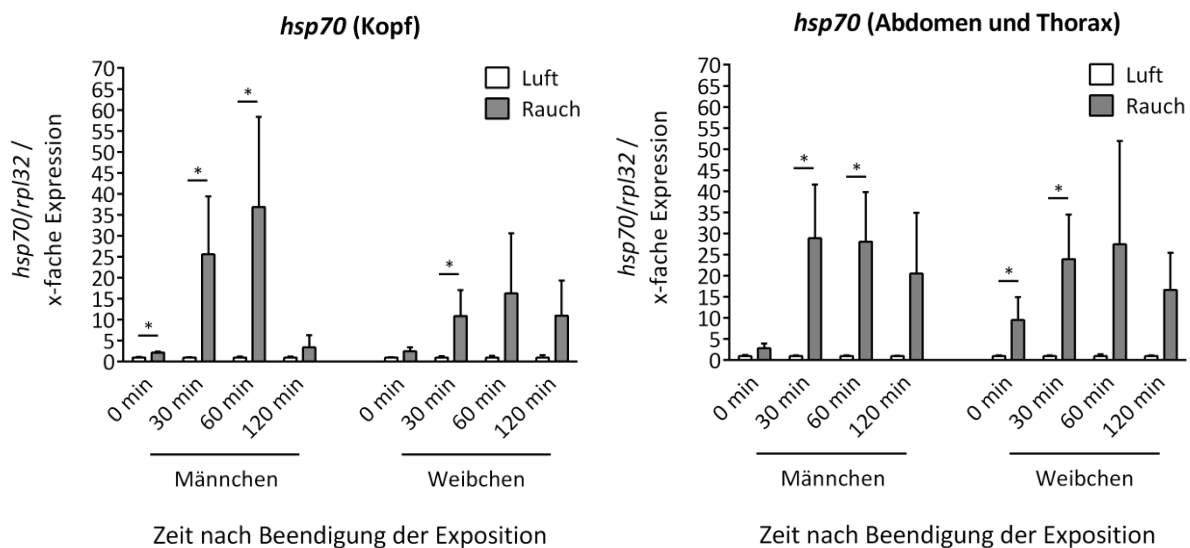 hsp70 (Kopf)
70
65
60
55
50
45
40
35
30
25
20
15
10
5
0
hsp70/rpl32 /
x-fache Expression
Luft
Rauch
*
*
*
*
0 min
30 min
60 min
120 min
0 min
30 min
60 min
120 min
Männchen
Weibchen
Zeit nach Beendigung der Exposition
hsp70 (Abdomen und Thorax)
70
65
60
55
50
45
40
35
30
25
20
15
10
5
0
hsp70/rpl32 /
x-fache Expression
Luft
Rauch
*
*
*
*
0 min
30 min
60 min
120 min
0 min
30 min
60 min
120 min
Männchen
Weibchen
Zeit nach Beendigung der Exposition